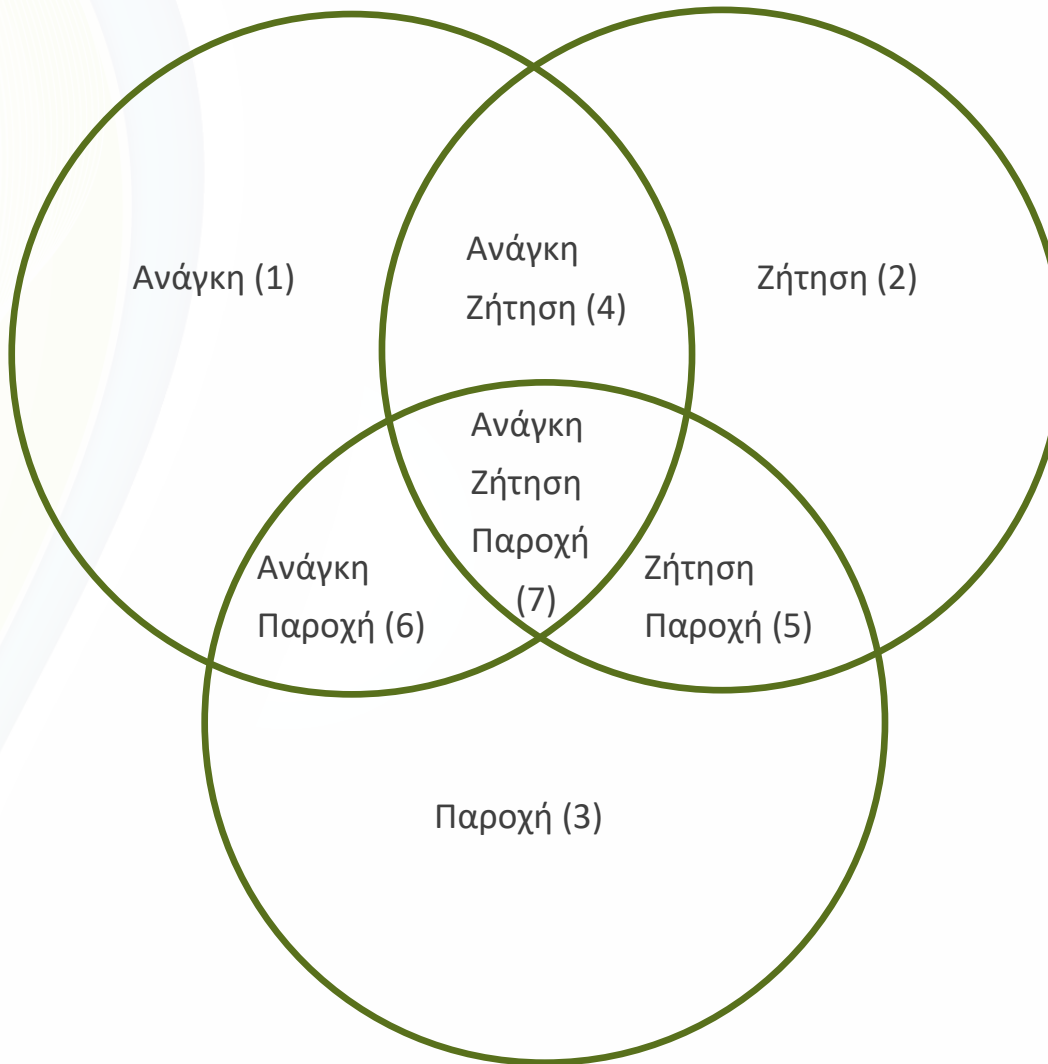 Ανάγκη (1)
Ανάγκη
Ζήτηση (4)
Ζήτηση (2)
Ανάγκη
Ζήτηση
Παροχή
(7)
Ανάγκη
Παροχή (6)
Ζήτηση
Παροχή (5)
Παροχή (3)